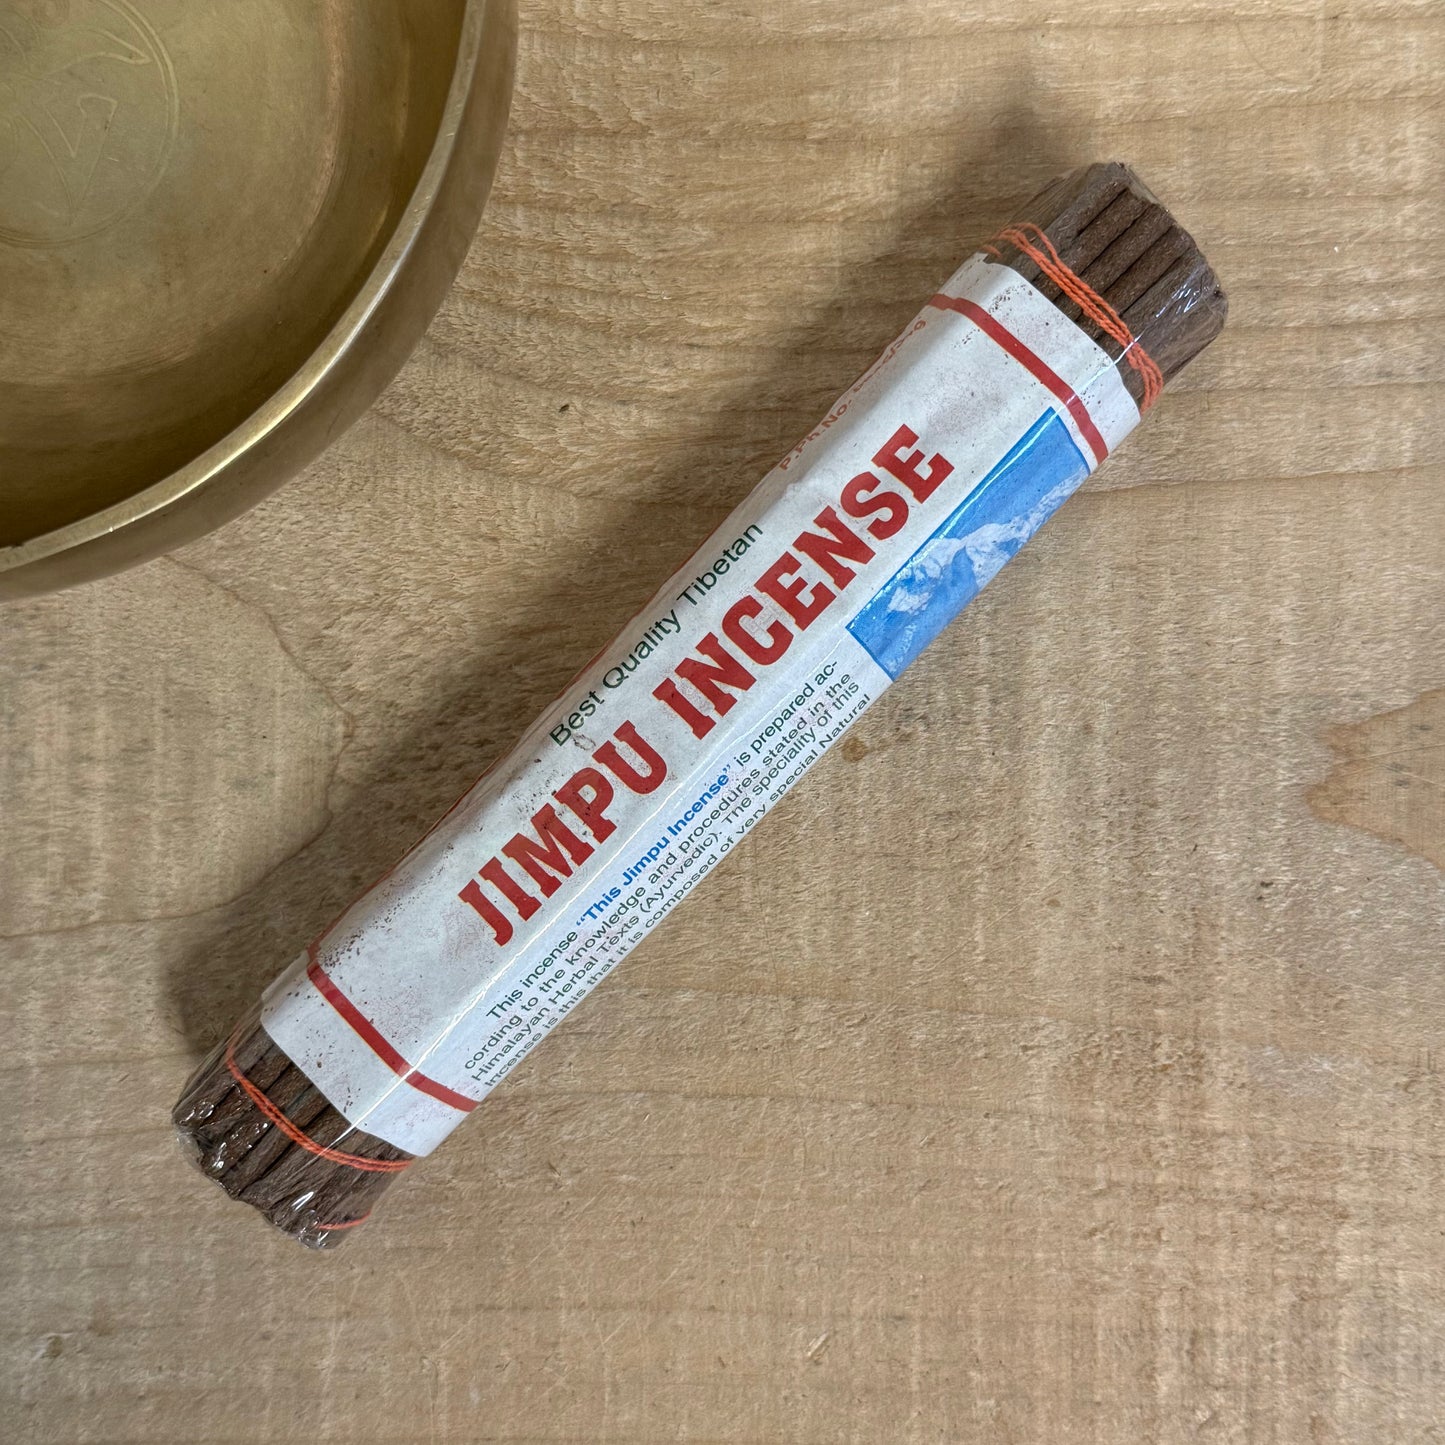 P.Ph.No.
Best Quality Tibetan
JIMPU INCENSE
This incense “This Jimpu Incense” is prepared ac-
cording to the knowledge and procedures stated in the
Himalayan Herbal Texts (Ayurvedic). The speciality of this
Incense is this that it is composed of very special Natural